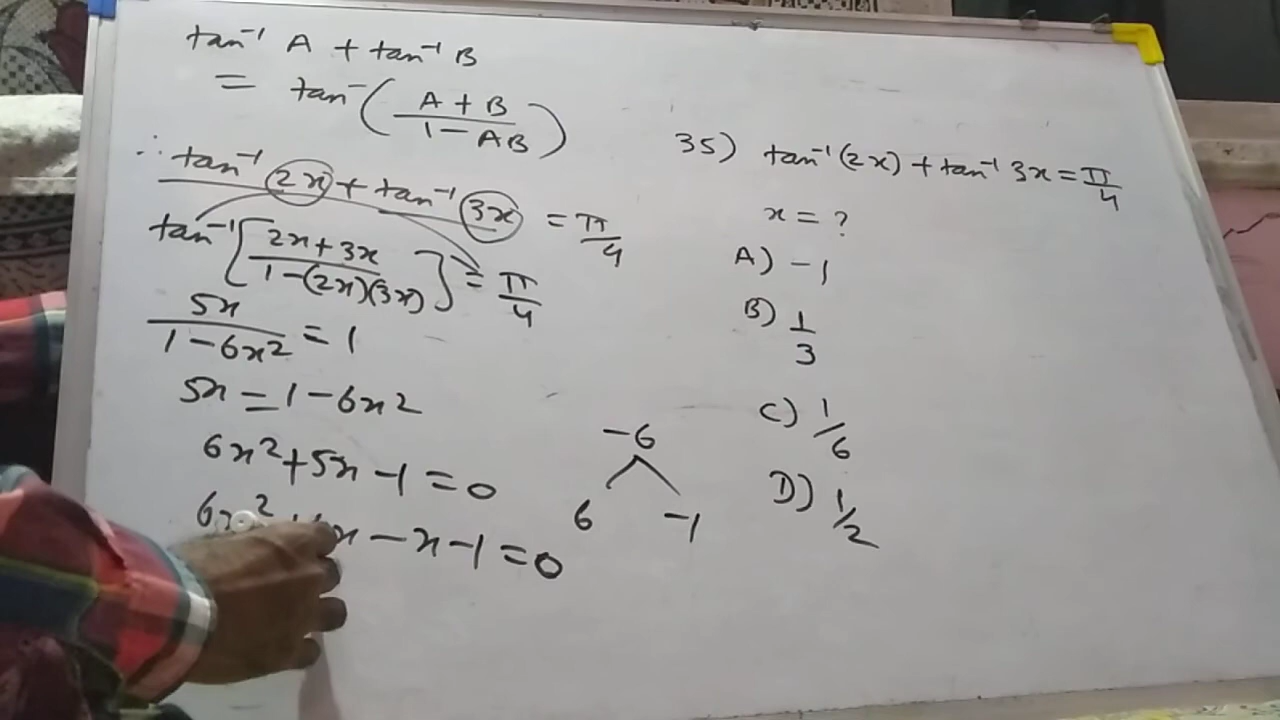 tan⁻¹ A + tan⁻¹ B
= tan⁻ ( (A + B) / (1 - AB) )
∴ tan⁻¹ 2x + tan⁻¹ 3x = π/4
tan⁻¹ [ (2x + 3x) / (1 - (2x)(3x)) ] = π/4
5x / (1 - 6x²) = 1
5x = 1 - 6x²
6x² + 5x - 1 = 0
6x² + 6x - x - 1 = 0
-6
6 -1
35) tan⁻¹ (2x) + tan⁻¹ 3x = π/4
x = ?
A) -1
B) 1/3
C) 1/6
D) 1/2